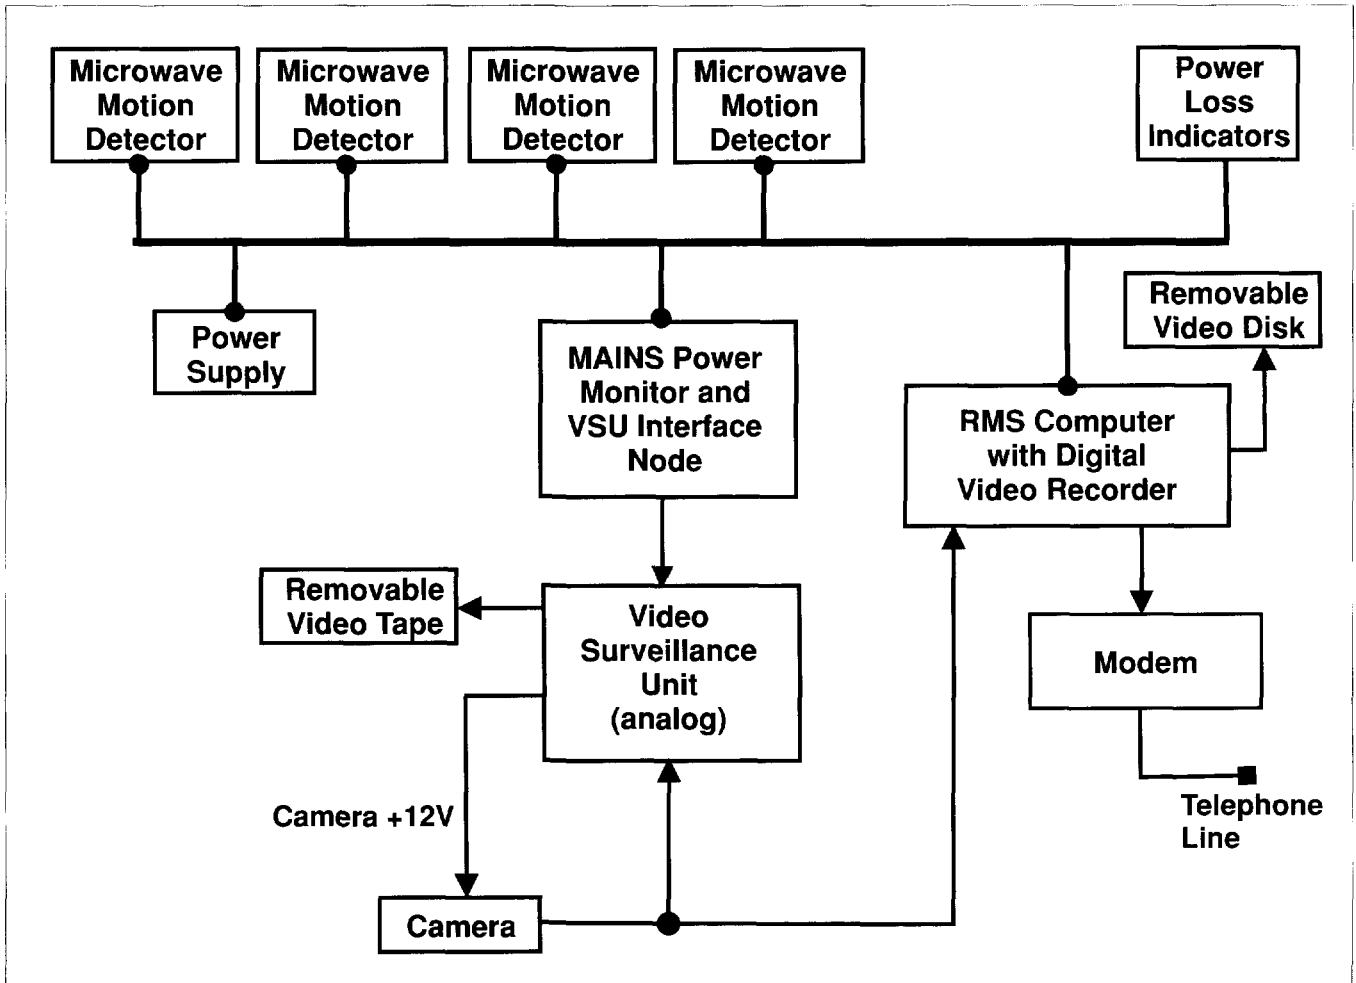 Microwave
Motion
Detector
Microwave
Motion
Detector
Microwave
Motion
Detector
Microwave
Motion
Detector
Power
Loss
Indicators
Power
Supply
MAINS Power
Monitor and
VSU Interface
Node
Removable
Video Disk
RMS Computer
with Digital
Video Recorder
Removable
Video Tape
Video
Surveillance
Unit
(analog)
Modem
Camera +12V
Telephone
Line
Camera